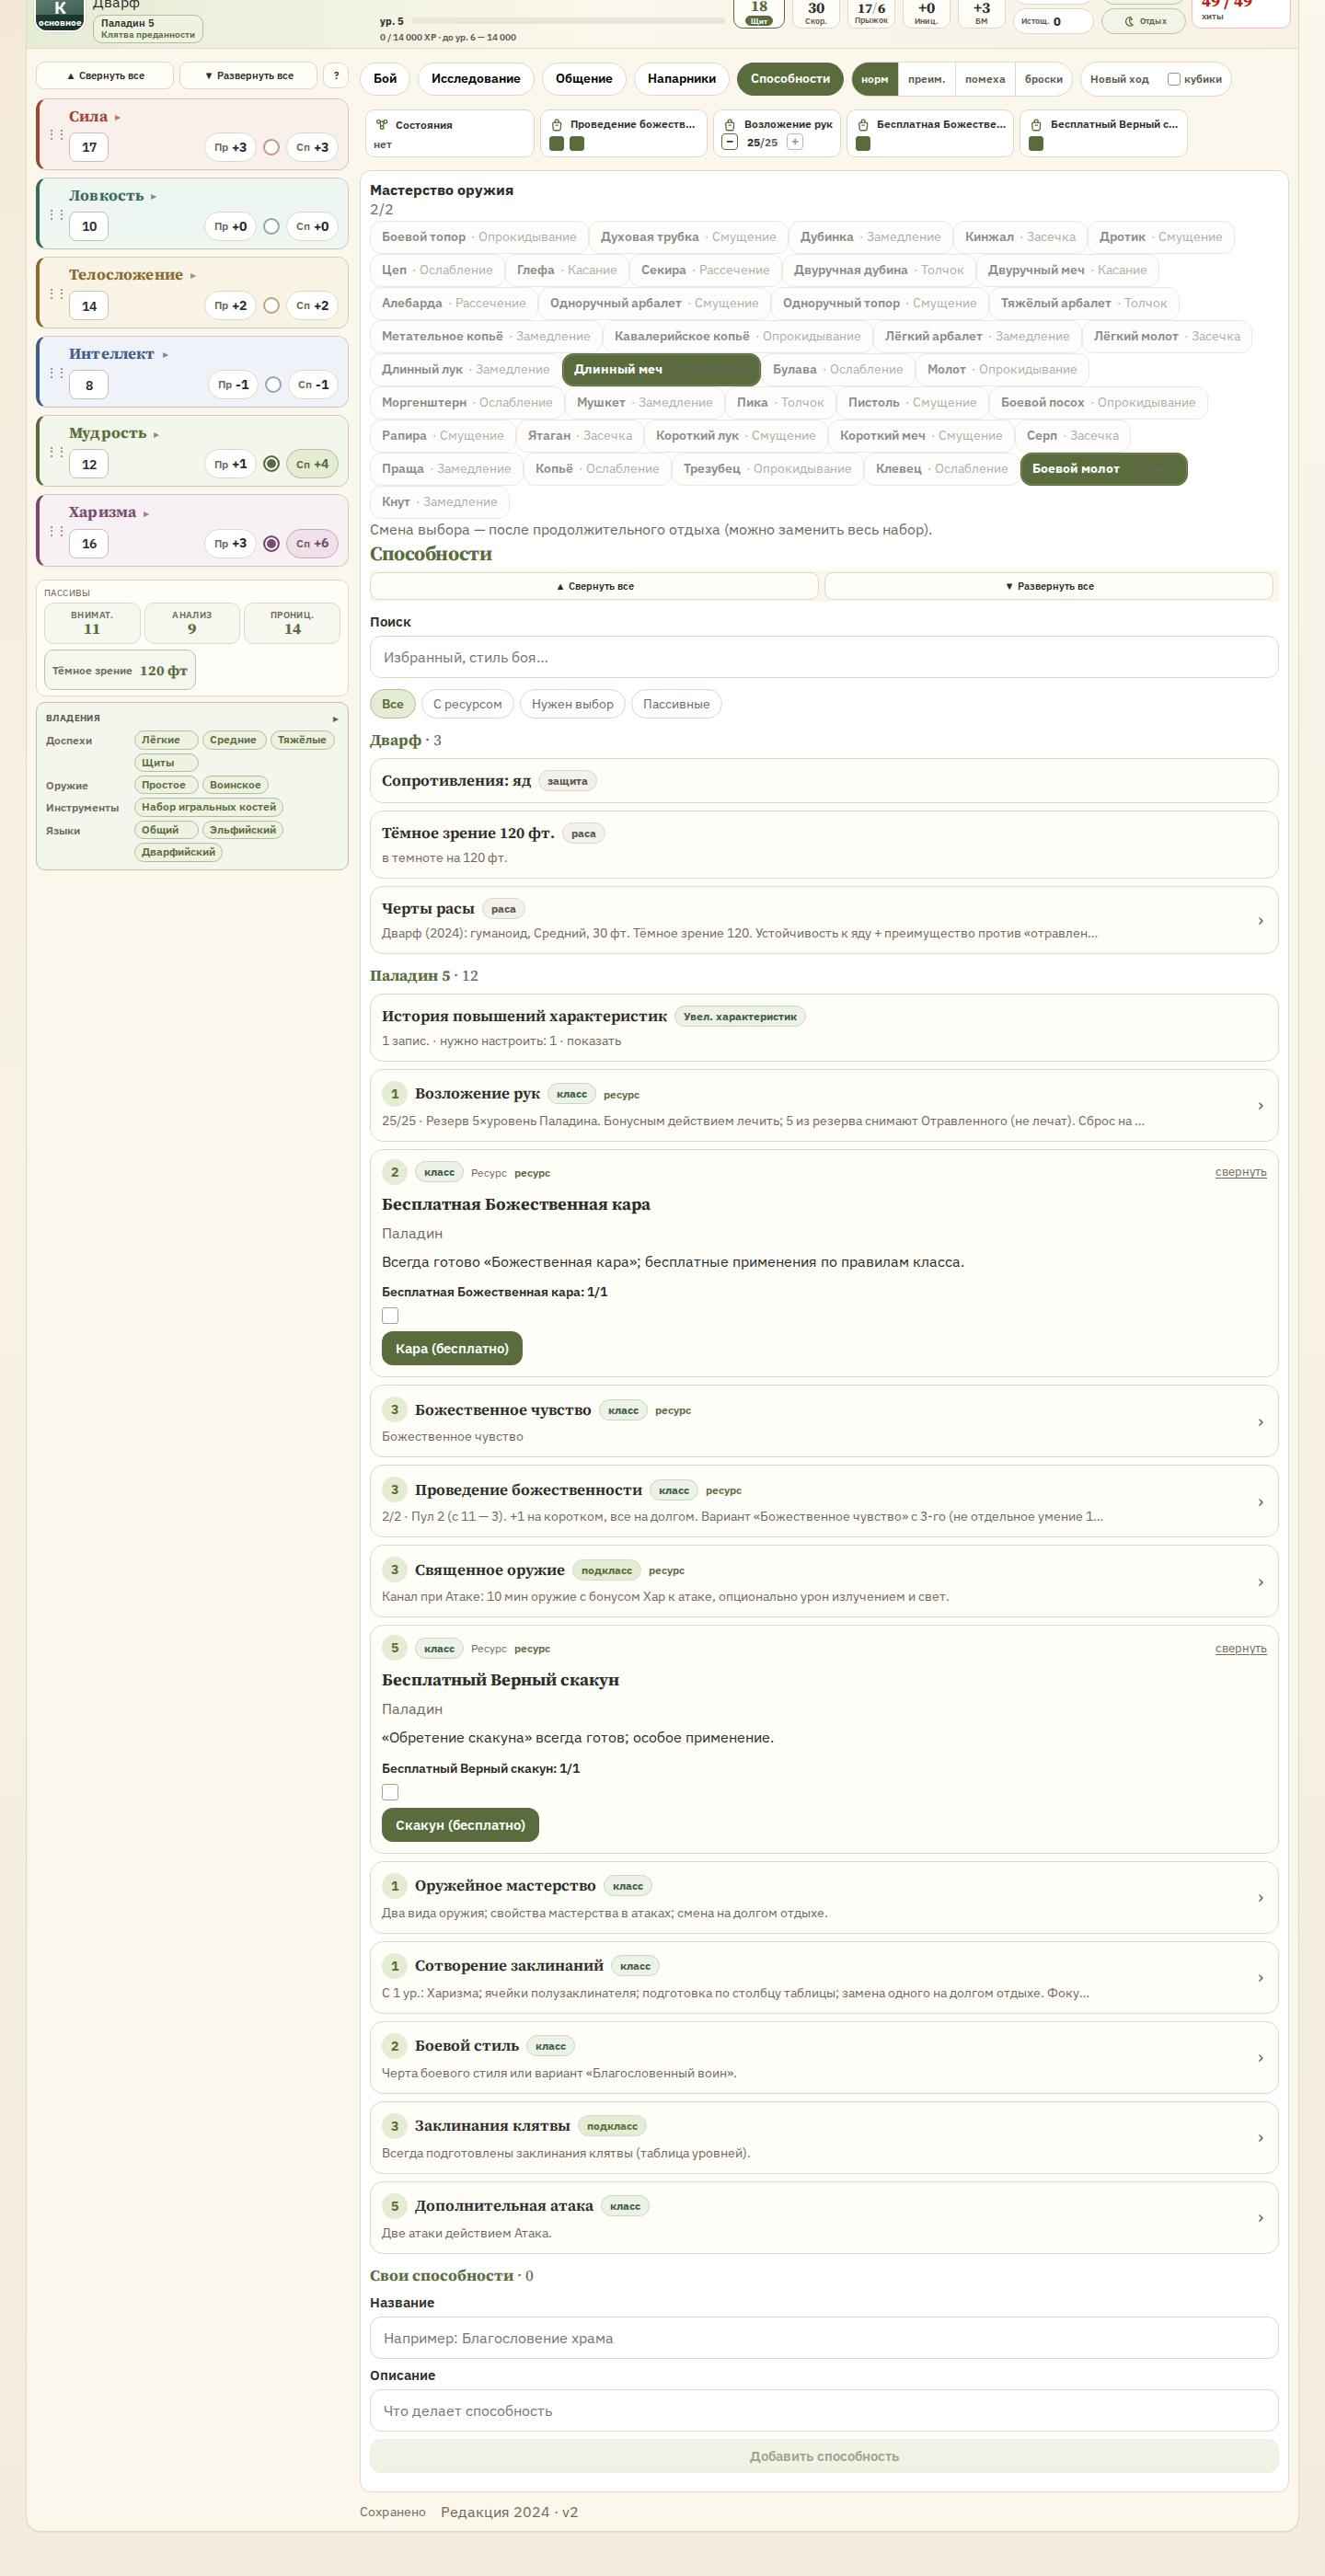 К
основное
Дварф
Паладин 5
Клятва преданности
ур. 5
0 / 14 000 XP · до ур. 6 — 14 000
18
Щит
30
Скор.
17/6
Прыжок
+0
Иниц.
+3
БМ
Истощ. 0
Отдых
49 / 49
хиты
▲ Свернуть все
▼ Развернуть все
?
Сила ▸
17
Пр +3
Сп +3
Ловкость ▸
10
Пр +0
Сп +0
Телосложение ▸
14
Пр +2
Сп +2
Интеллект ▸
8
Пр -1
Сп -1
Мудрость ▸
12
Пр +1
Сп +4
Харизма ▸
16
Пр +3
Сп +6
ПАССИВЫ
ВНИМАТ.
11
АНАЛИЗ
9
ПРОНИЦ.
14
Тёмное зрение 120 фт
ВЛАДЕНИЯ ▸
Доспехи Лёгкие Средние Тяжёлые
Щиты
Оружие Простое Воинское
Инструменты Набор игральных костей
Языки Общий Эльфийский
Дварфийский
Бой Исследование Общение Напарники Способности норм преим. помеха броски Новый ход кубики
Состояния
нет
Проведение божеств...
Возложение рук
− 25/25 +
Бесплатная Божестве...
Бесплатный Верный с...
Мастерство оружия
2/2
Боевой топор · Опрокидывание Духовая трубка · Смущение Дубинка · Замедление Кинжал · Засечка Дротик · Смущение
Цеп · Ослабление Глефа · Касание Секира · Рассечение Двуручная дубина · Толчок Двуручный меч · Касание
Алебарда · Рассечение Одноручный арбалет · Смущение Одноручный топор · Смущение Тяжёлый арбалет · Толчок
Метательное копьё · Замедление Кавалерийское копьё · Опрокидывание Лёгкий арбалет · Замедление Лёгкий молот · Засечка
Длинный лук · Замедление Длинный меч Булава · Ослабление Молот · Опрокидывание
Моргенштерн · Ослабление Мушкет · Замедление Пика · Толчок Пистоль · Смущение Боевой посох · Опрокидывание
Рапира · Смущение Ятаган · Засечка Короткий лук · Смущение Короткий меч · Смущение Серп · Засечка
Праща · Замедление Копьё · Ослабление Трезубец · Опрокидывание Клевец · Ослабление Боевой молот
Кнут · Замедление
Смена выбора — после продолжительного отдыха (можно заменить весь набор).
Способности
▲ Свернуть все
▼ Развернуть все
Поиск
Избранный, стиль боя...
Все С ресурсом Нужен выбор Пассивные
Дварф · 3
Сопротивления: яд защита
Тёмное зрение 120 фт. раса
в темноте на 120 фт.
Черты расы раса
Дварф (2024): гуманоид, Средний, 30 фт. Тёмное зрение 120. Устойчивость к яду + преимущество против «отравлен...
›
Паладин 5 · 12
История повышений характеристик Увел. характеристик
1 запис. · нужно настроить: 1 · показать
1 Возложение рук класс ресурс
25/25 · Резерв 5×уровень Паладина. Бонусным действием лечить; 5 из резерва снимают Отравленного (не лечат). Сброс на ...
›
2 класс Ресурс ресурс свернуть
Бесплатная Божественная кара
Паладин
Всегда готово «Божественная кара»; бесплатные применения по правилам класса.
Бесплатная Божественная кара: 1/1
Кара (бесплатно)
3 Божественное чувство класс ресурс
Божественное чувство
›
3 Проведение божественности класс ресурс
2/2 · Пул 2 (с 11 — 3). +1 на коротком, все на долгом. Вариант «Божественное чувство» с 3-го (не отдельное умение 1...
›
3 Священное оружие подкласс ресурс
Канал при Атаке: 10 мин оружие с бонусом Хар к атаке, опционально урон излучением и свет.
›
5 класс Ресурс ресурс свернуть
Бесплатный Верный скакун
Паладин
«Обретение скакуна» всегда готов; особое применение.
Бесплатный Верный скакун: 1/1
Скакун (бесплатно)
1 Оружейное мастерство класс
Два вида оружия; свойства мастерства в атаках; смена на долгом отдыхе.
›
1 Сотворение заклинаний класс
С 1 ур.: Харизма; ячейки полузаклинателя; подготовка по столбцу таблицы; замена одного на долгом отдыхе. Фоку...
›
2 Боевой стиль класс
Черта боевого стиля или вариант «Благословенный воин».
›
3 Заклинания клятвы подкласс
Всегда подготовлены заклинания клятвы (таблица уровней).
›
5 Дополнительная атака класс
Две атаки действием Атака.
›
Свои способности · 0
Название
Например: Благословение храма
Описание
Что делает способность
Добавить способность
Сохранено Редакция 2024 · v2